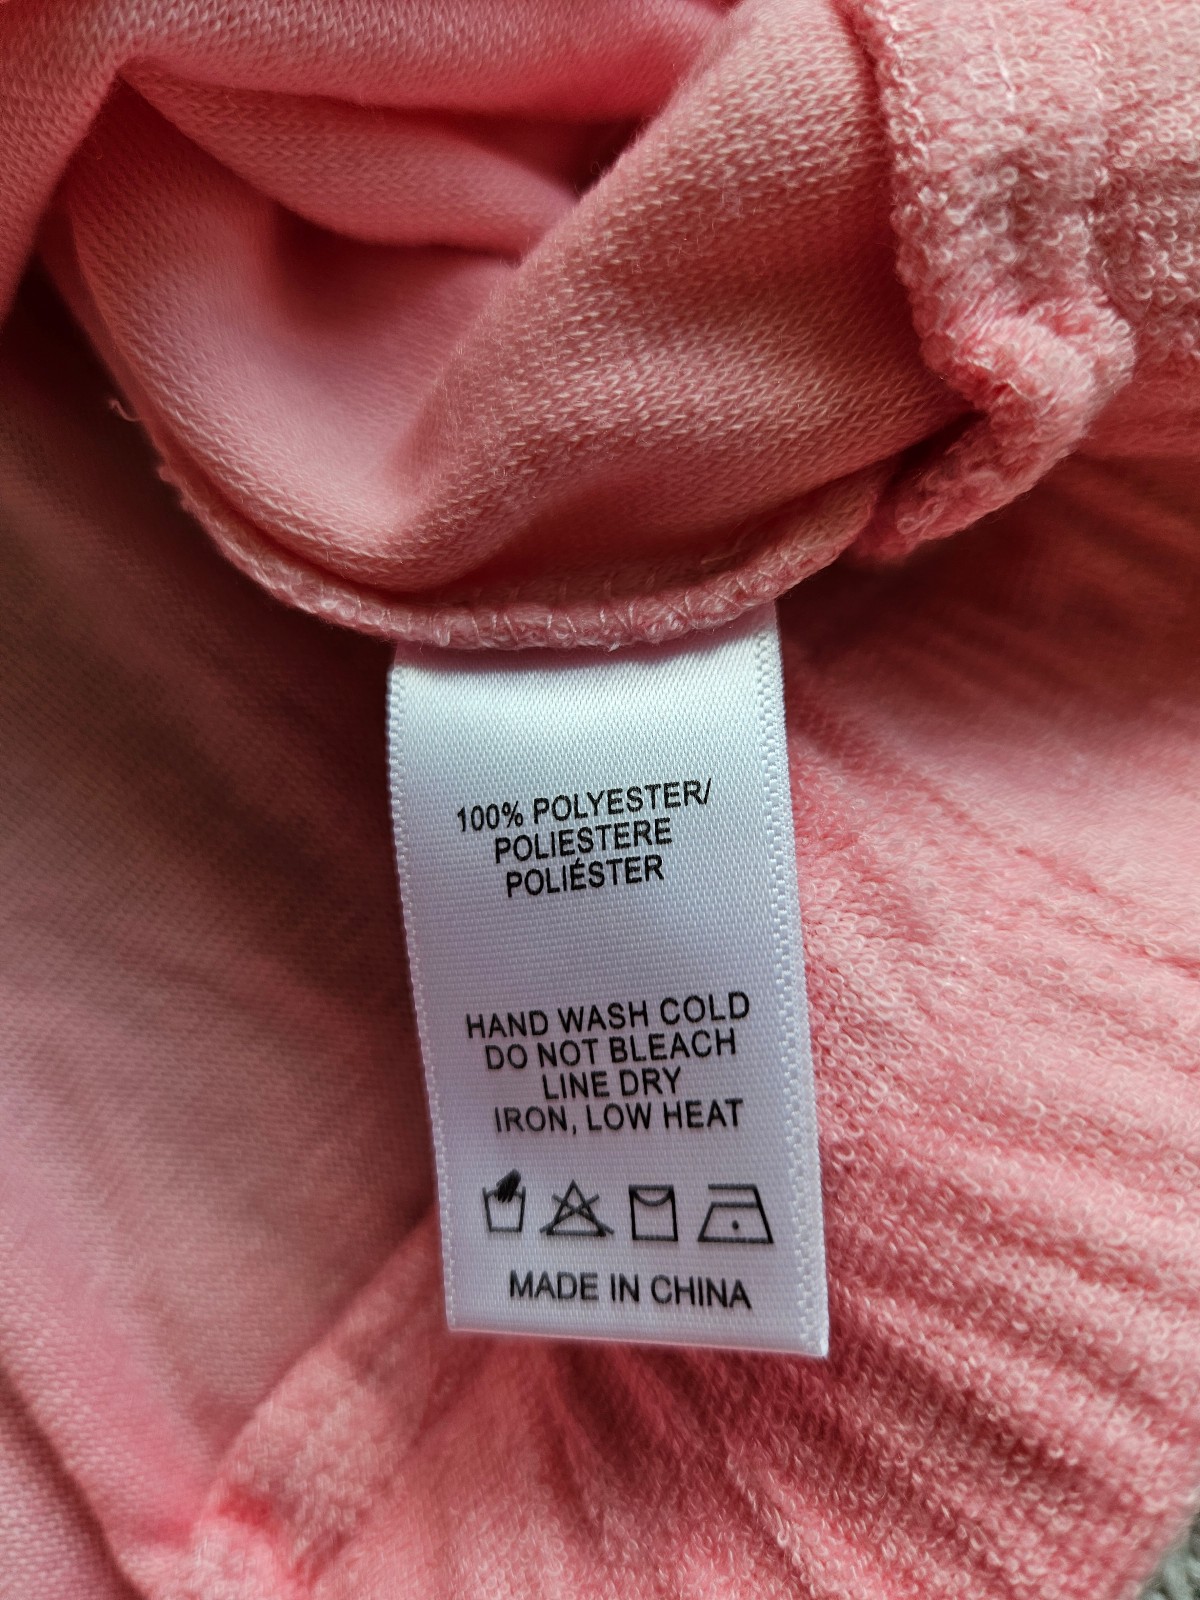 100% POLYESTER/
POLIESTERE
POLIÉSTER
HAND WASH COLD
DO NOT BLEACH
LINE DRY
IRON, LOW HEAT
MADE IN CHINA